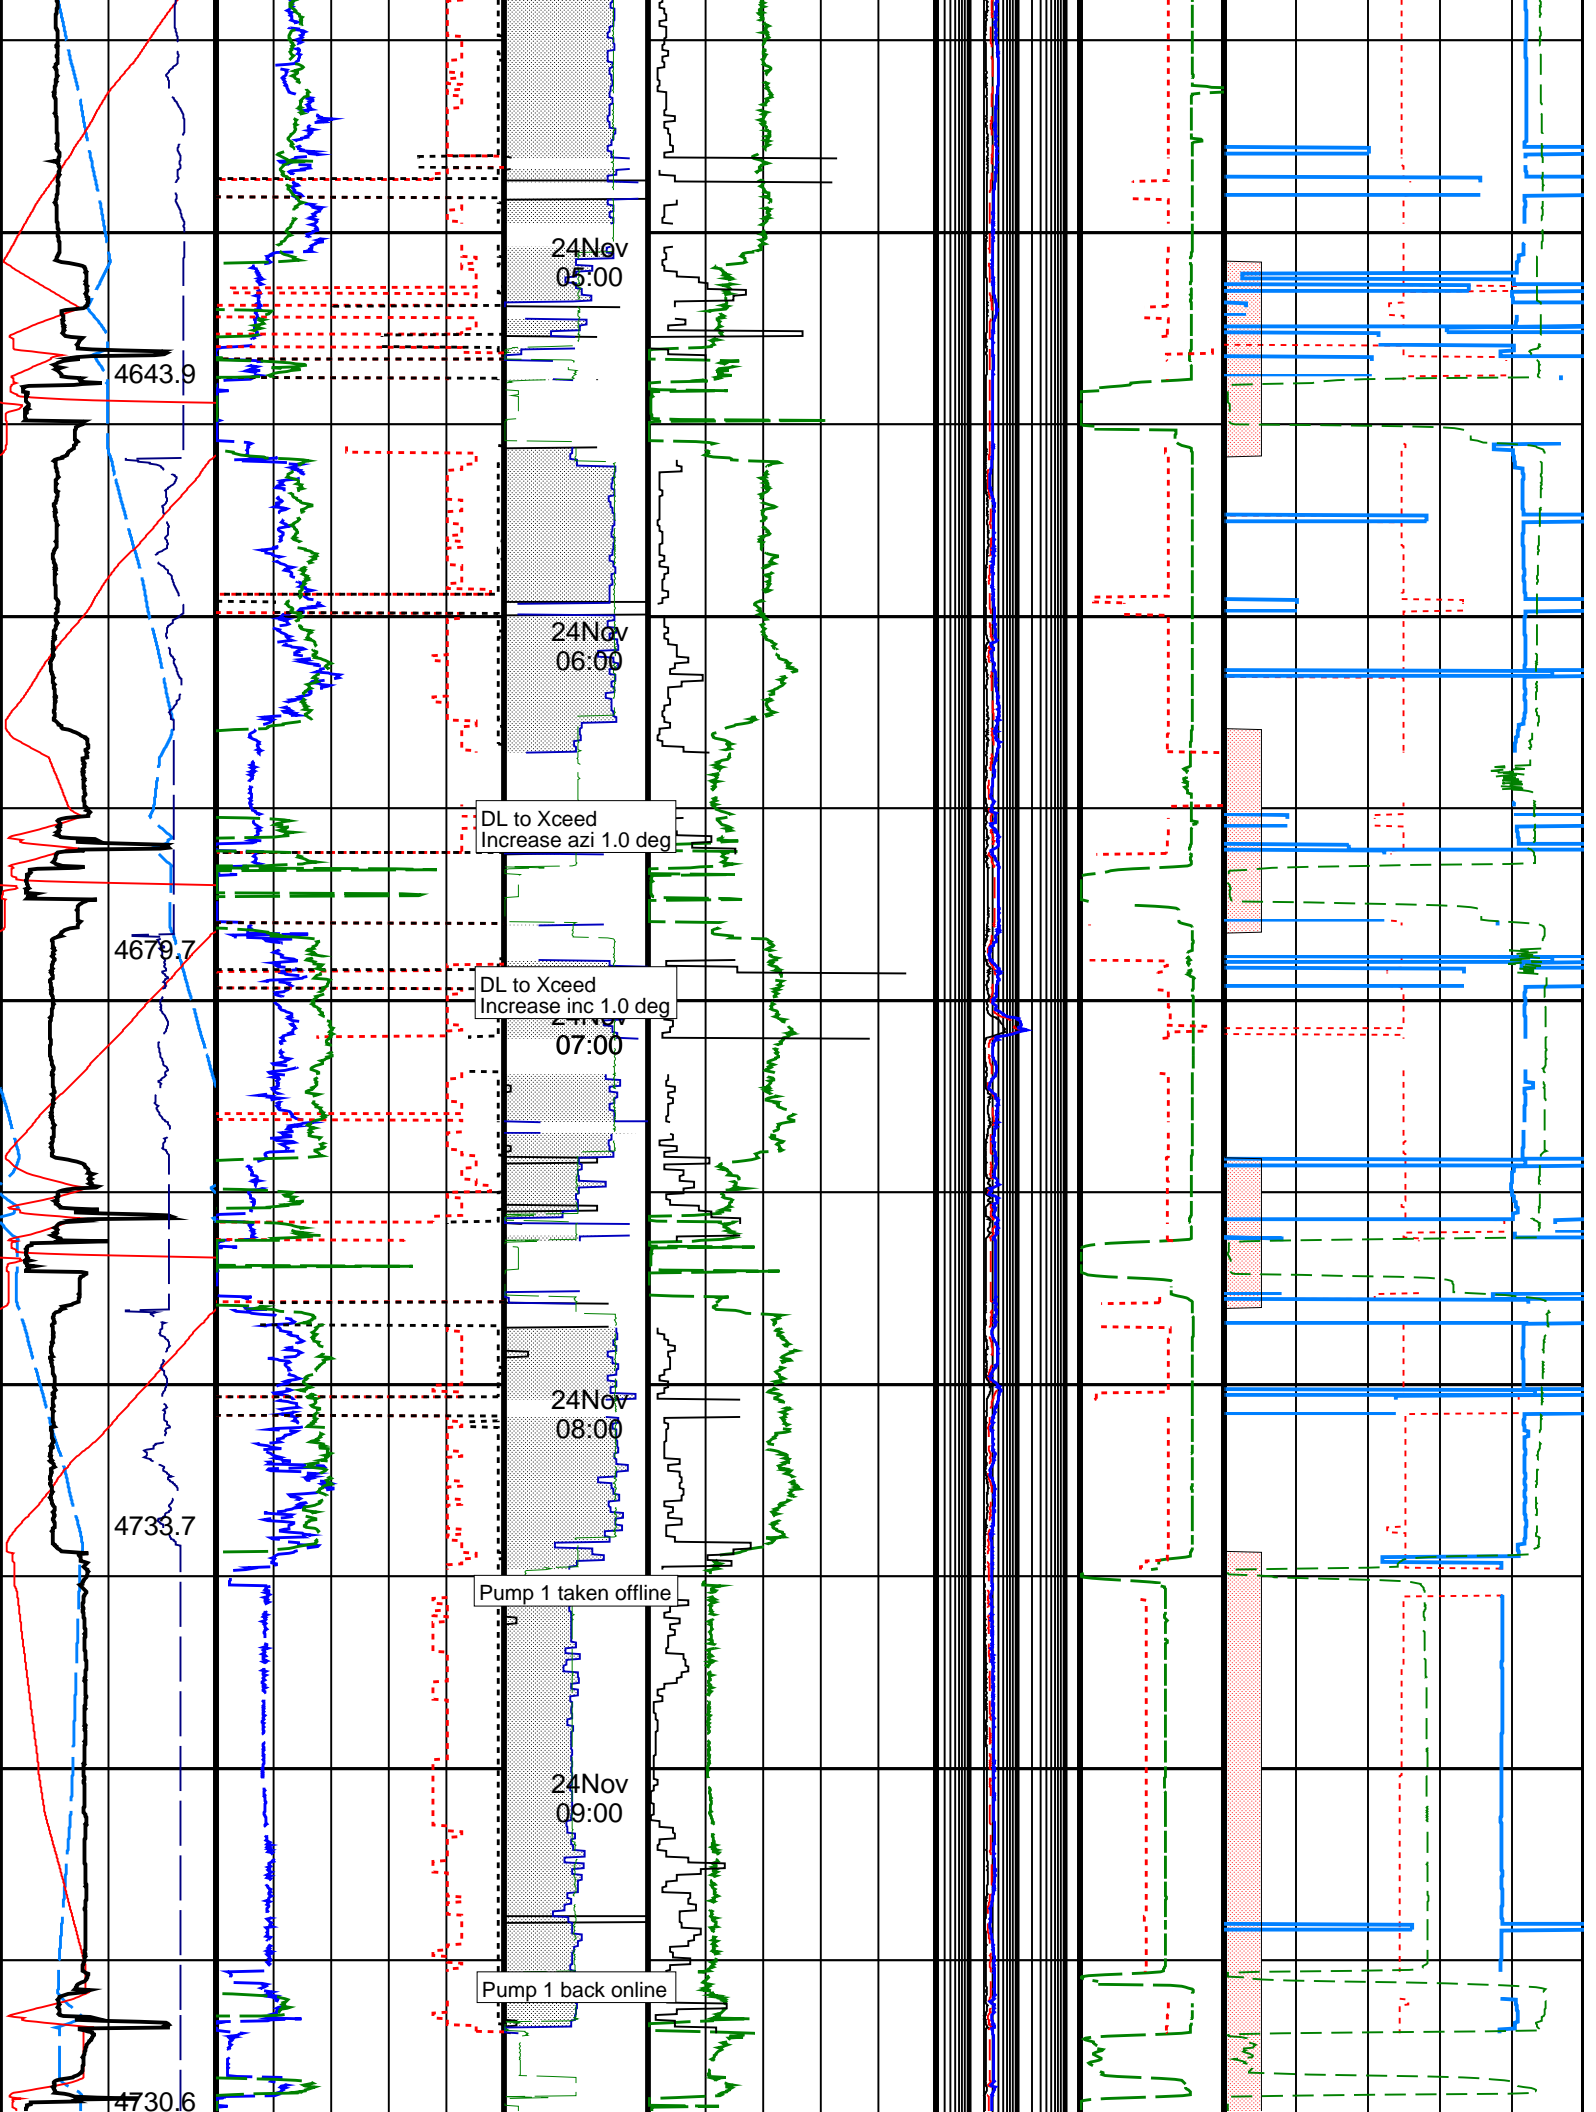 24Nov
05:00
4643.9
24Nov
06:00
DL to Xceed
Increase azi 1.0 deg
4679.7
DL to Xceed
Increase inc 1.0 deg
24Nov
07:00
24Nov
08:00
4733.7
Pump 1 taken offline
24Nov
09:00
Pump 1 back online
4730.6